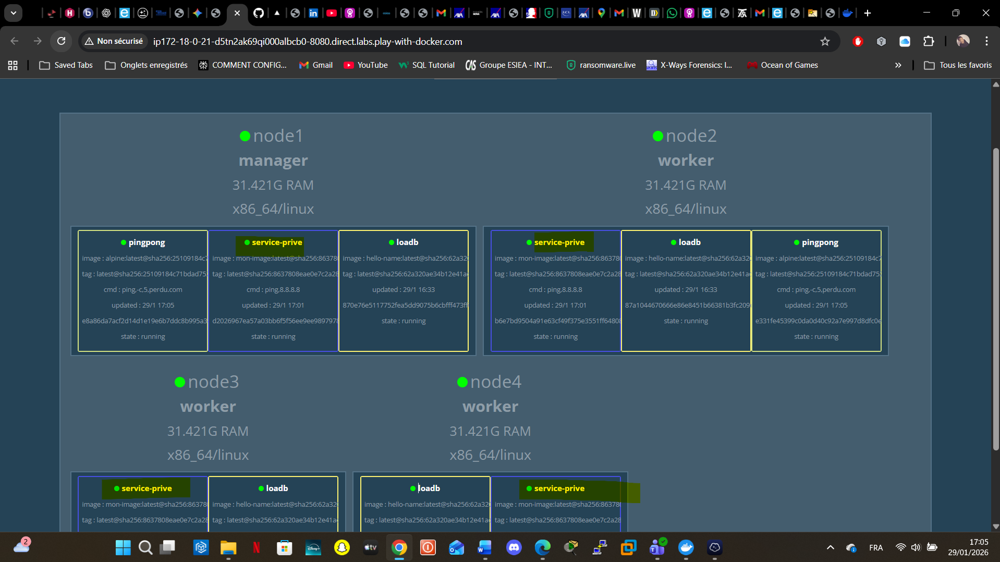 Non sécurisé
ip172-18-0-21-d5tn2ak69qi000albcb0-8080.direct.labs.play-with-docker.com
Saved Tabs
Onglets enregistrés
COMMENT CONFIG...
Gmail
YouTube
SQL Tutorial
Groupe ESIEA - INT...
ransomware.live
X-Ways Forensics: I...
Ocean of Games
»
Tous les favoris
node1
manager
31.421G RAM
x86_64/linux
pingpong
image : alpine:latest@sha256:25109184c7
tag : latest@sha256:25109184c71bdad75
cmd : ping,-c,5,perdu.com
updated : 29/1 17:05
e8a86da7acf2d14d1e19e6b7ddc8b995a3
state : running
service-prive
image : mon-image:latest@sha256:86378
tag : latest@sha256:8637808eae0e7c2a28
cmd : ping,8.8.8.8
updated : 29/1 17:01
d2026967ea57a03bb6f5f56ee9ee9897978
state : running
loadb
image : hello-name:latest@sha256:62a32
tag : latest@sha256:62a320ae34b12e41a
updated : 29/1 16:33
870e76e5117752fea5dd9075b6cbfff473ff
state : running
node2
worker
31.421G RAM
x86_64/linux
service-prive
image : mon-image:latest@sha256:86378
tag : latest@sha256:8637808eae0e7c2a28
cmd : ping,8.8.8.8
updated : 29/1 17:01
b6e7bd9504a91e63cf49f375e3551ff64808
state : running
loadb
image : hello-name:latest@sha256:62a32
tag : latest@sha256:62a320ae34b12e41a
updated : 29/1 16:33
87a1044670666e86e8451b66381b3fc209
state : running
pingpong
image : alpine:latest@sha256:25109184c7
tag : latest@sha256:25109184c71bdad75
cmd : ping,-c,5,perdu.com
updated : 29/1 17:05
e331fe45399c0da0d40c92a7e997d8dfc0e
state : running
node3
worker
31.421G RAM
x86_64/linux
service-prive
image : mon-image:latest@sha256:86378
tag : latest@sha256:8637808eae0e7c2a28
loadb
image : hello-name:latest@sha256:62a32
tag : latest@sha256:62a320ae34b12e41a
node4
worker
31.421G RAM
x86_64/linux
loadb
image : hello-name:latest@sha256:62a32
tag : latest@sha256:62a320ae34b12e41a
service-prive
image : mon-image:latest@sha256:86378
tag : latest@sha256:8637808eae0e7c2a28
2
FRA
17:05
29/01/2026